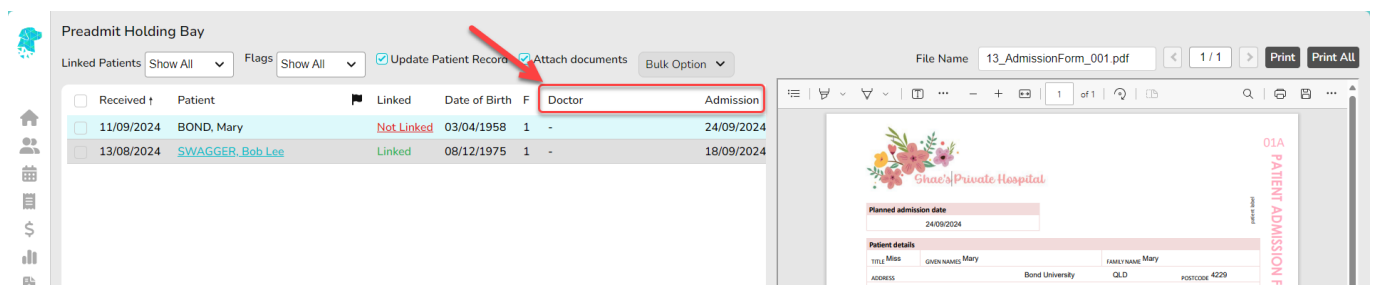 Preadmit Holding Bay
Linked Patients Show All Flags Show All Update Patient Record Attach documents Bulk Option File Name 13_AdmissionForm_001.pdf 1 / 1 Print Print All
Received ↑ Patient Linked Date of Birth F Doctor Admission
11/09/2024 BOND, Mary Not Linked 03/04/1958 1 - 24/09/2024
13/08/2024 SWAGGER, Bob Lee Linked 08/12/1975 1 - 18/09/2024
1 of 1
01A
PATIENT ADMISSION F
patient label
Shae's Private Hospital
Planned admission date
24/09/2024
Patient details
TITLE Miss GIVEN NAMES Mary FAMILY NAME Mary
ADDRESS Bond University QLD POSTCODE 4229